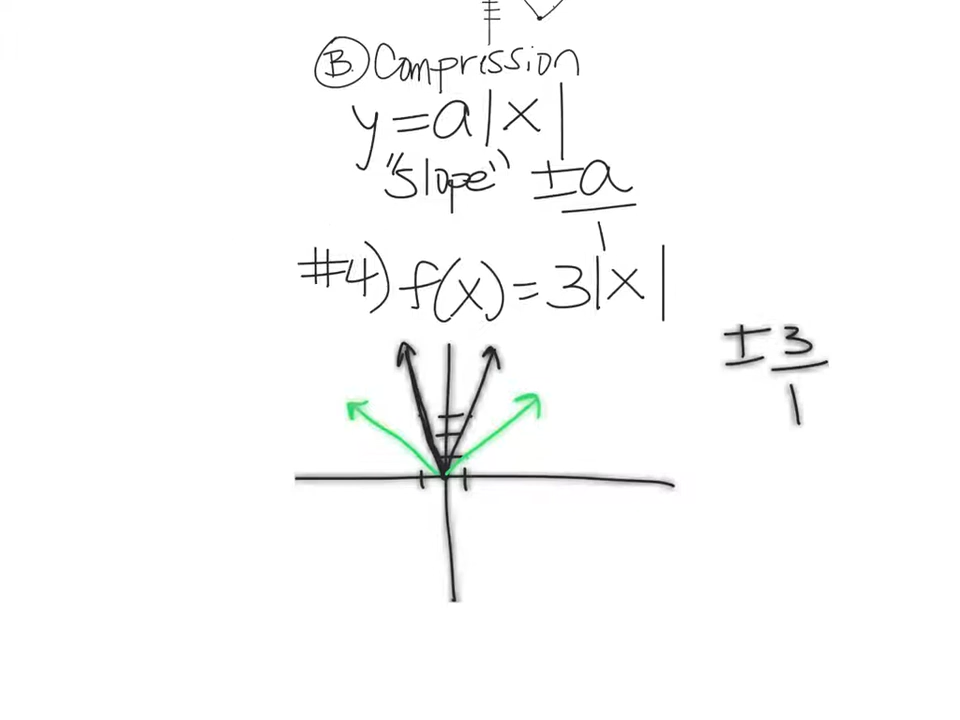 B. Compression
y = a|x|
"Slope" ±a/1
#4) f(x) = 3|x|
±3/1